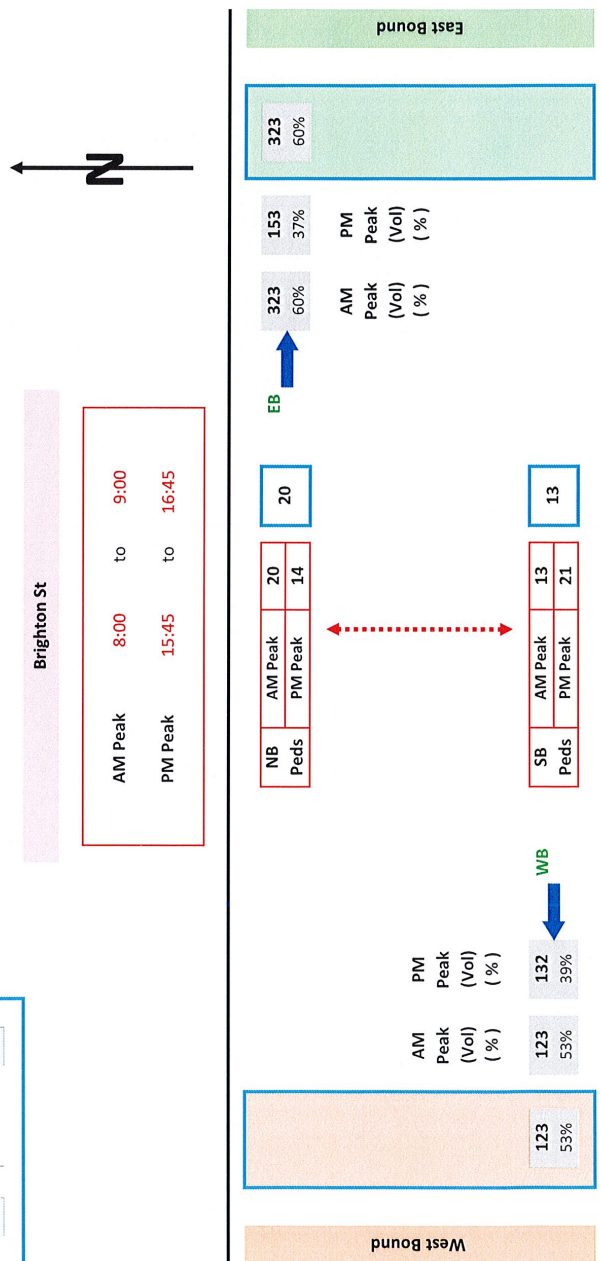 Brighton St
AM Peak 8:00 to 9:00
PM Peak 15:45 to 16:45
N
West Bound
East Bound
NB AM Peak 20
Peds PM Peak 14
20
EB
323 153 323
60% 37% 60%
AM PM
Peak Peak
(Vol) (Vol)
( % ) ( % )
AM PM
Peak Peak
(Vol) (Vol)
( % ) ( % )
123 123 132
53% 53% 39%
WB
SB AM Peak 13
Peds PM Peak 21
13